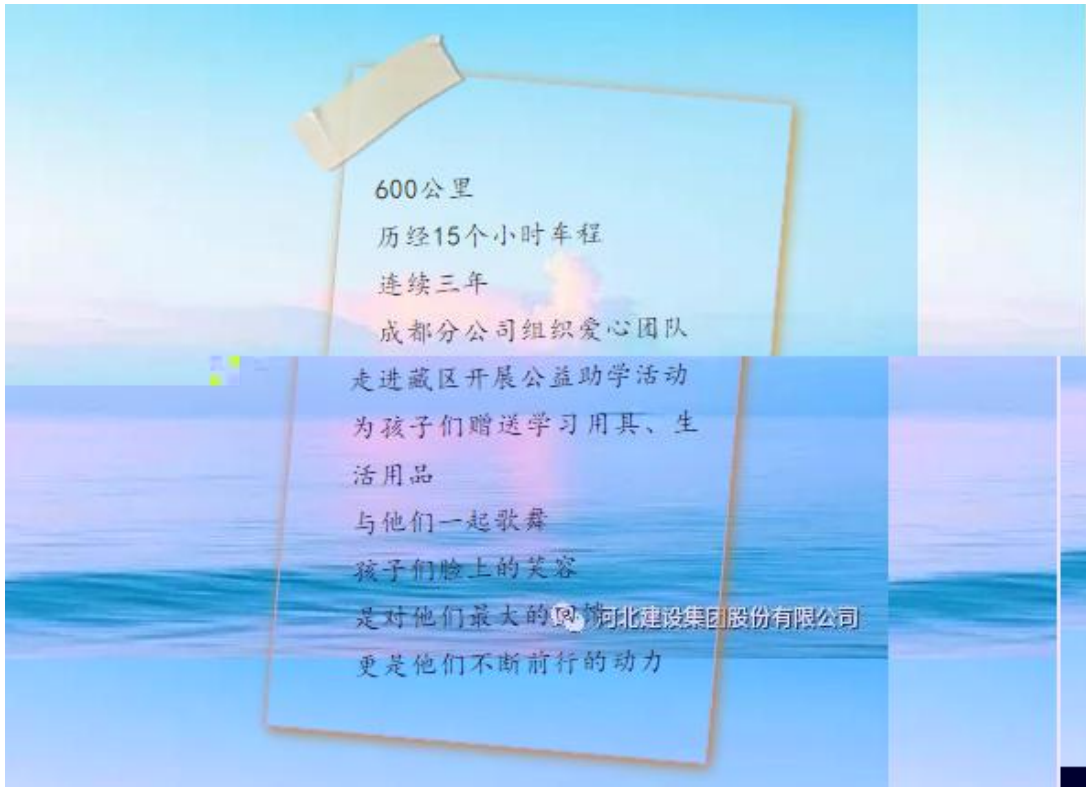 600公里
历经15个小时车程
连续三年
成都分公司组织爱心团队
走进藏区开展公益助学活动
为孩子们赠送学习用具、生
活用品
与他们一起歌舞
孩子们脸上的笑容
是对他们最大的回
河北建设集团股份有限公司
更是他们不断前行的动力